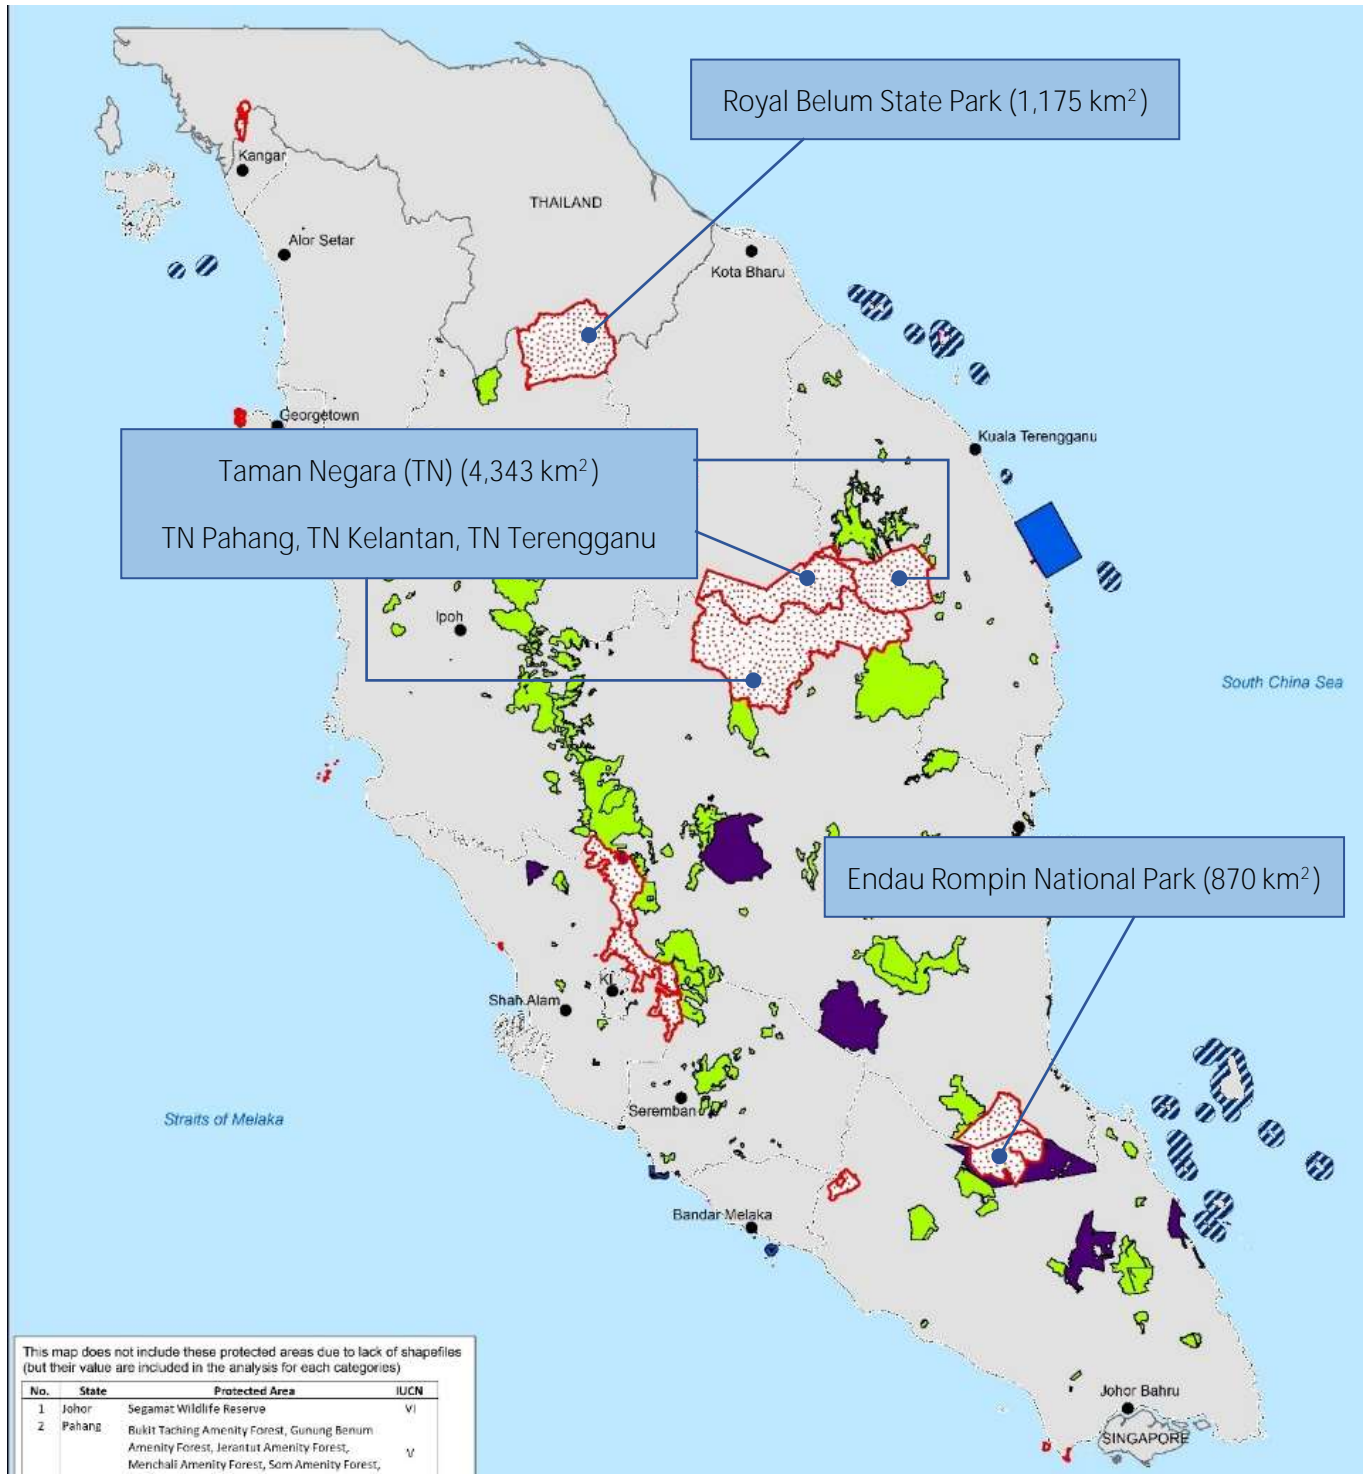 Royal Belum State Park (1,175 km²)
Kangar
THAILAND
Alor Setar
Kota Bharu
Georgetown
Kuala Terengganu
Taman Negara (TN) (4,343 km²)
TN Pahang, TN Kelantan, TN Terengganu
Ipoh
South China Sea
Endau Rompin National Park (870 km²)
KL
Shah Alam
Seremban
Straits of Melaka
Bandar Melaka
Johor Bahru
SINGAPORE
This map does not include these protected areas due to lack of shapefiles
(but their value are included in the analysis for each categories)
No. State Protected Area IUCN
1 Johor Segamat Wildlife Reserve VI
2 Pahang Bukit Taching Amenity Forest, Gunung Benum
Amenity Forest, Jerantut Amenity Forest, V
Menchali Amenity Forest, Som Amenity Forest,